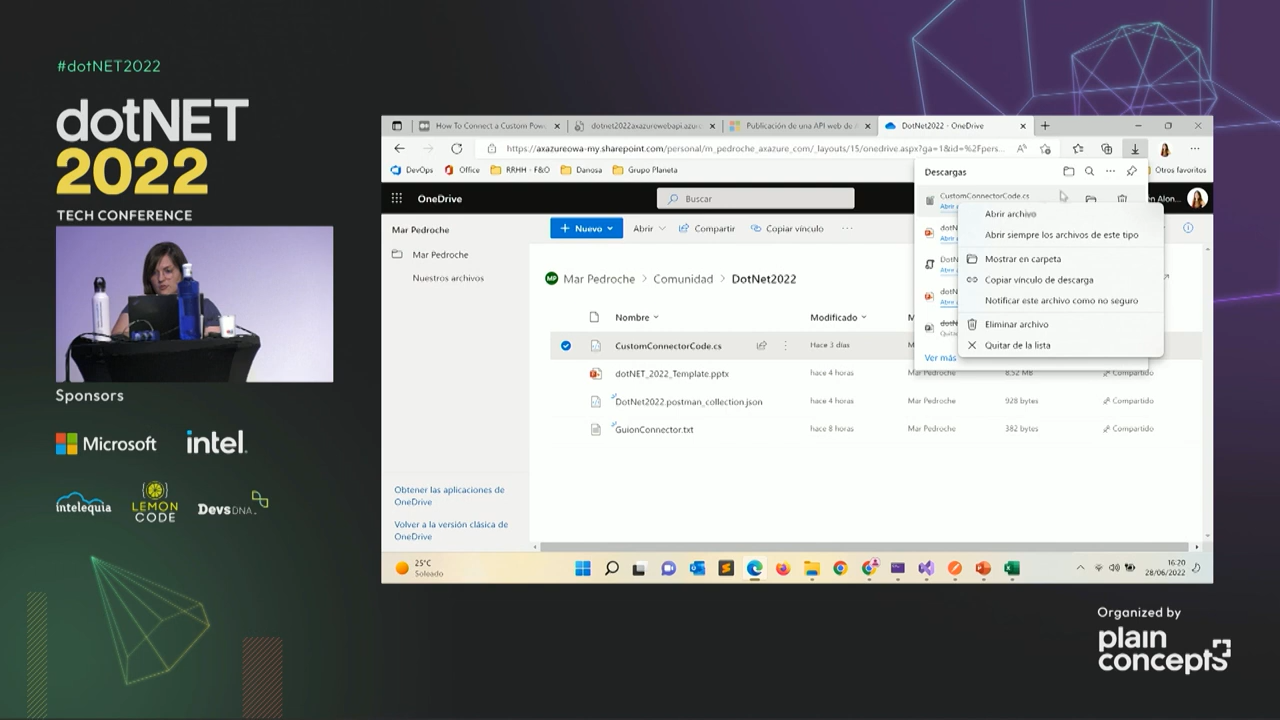 #dotNET2022
dotNET
2022
TECH CONFERENCE
Sponsors
Microsoft
intel.
intelequia
LEMON
CODE
DevsDNA
How To Connect a Custom Pow
dotnet2022axazurewebapi.azur
Publicación de una API web de A
DotNet2022 - OneDrive
https://axazureowa-my.sharepoint.com/personal/m_pedroche_axazure_com/_layouts/15/onedrive.aspx?ga=1&id=%2Fpers...
DevOps
Office
RRHH - F&O
Danosa
Grupo Planeta
Otros favoritos
OneDrive
Buscar
Descargas
CustomConnectorCode.cs
Ver más
Abrir archivo
Abrir siempre los archivos de este tipo
Mostrar en carpeta
Copiar vínculo de descarga
Notificar este archivo como no seguro
Eliminar archivo
Quitar de la lista
Mar Pedroche
Mar Pedroche
Nuestros archivos
Nuevo
Abrir
Compartir
Copiar vínculo
MP Mar Pedroche > Comunidad > DotNet2022
Nombre
Modificado
CustomConnectorCode.cs
Hace 3 días
dotNET_2022_Template.pptx
hace 4 horas
Mar Pedroche
8,52 MB
Compartido
DotNet2022.postman_collection.json
hace 4 horas
Mar Pedroche
928 bytes
Compartido
GuionConnector.txt
hace 8 horas
Mar Pedroche
382 bytes
Compartido
Obtener las aplicaciones de
OneDrive
Volver a la versión clásica de
OneDrive
25°C
Soleado
16:20
28/06/2022
Organized by
plain
concepts